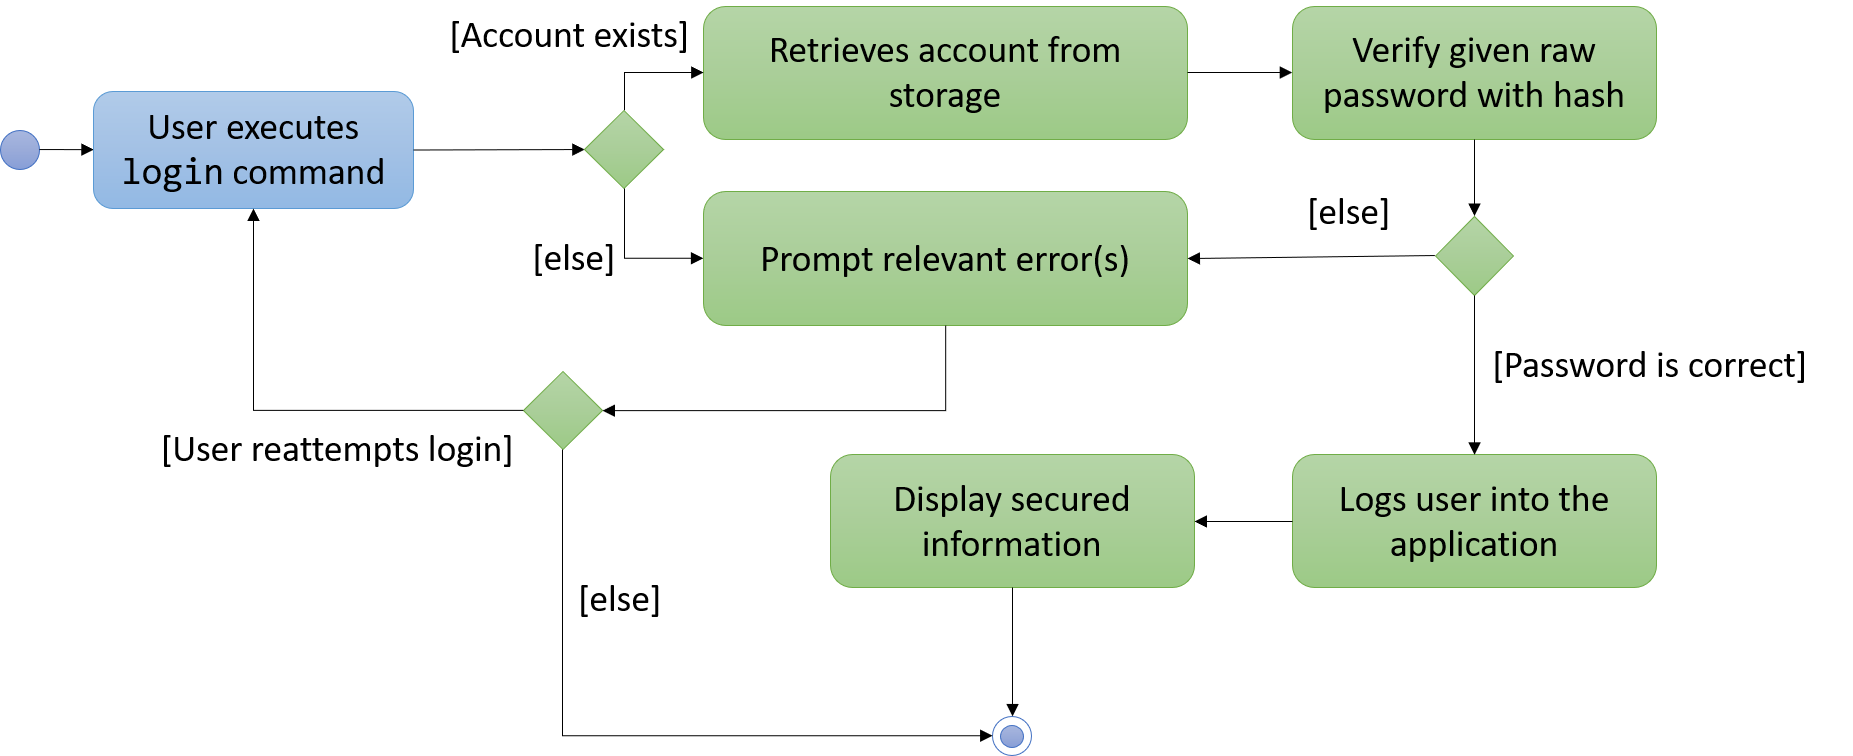 [Account exists]
Retrieves account from
storage
Verify given raw
password with hash
User executes
login command
[else]
Prompt relevant error(s)
[else]
[Password is correct]
[User reattempts login]
Display secured
information
Logs user into the
application
[else]